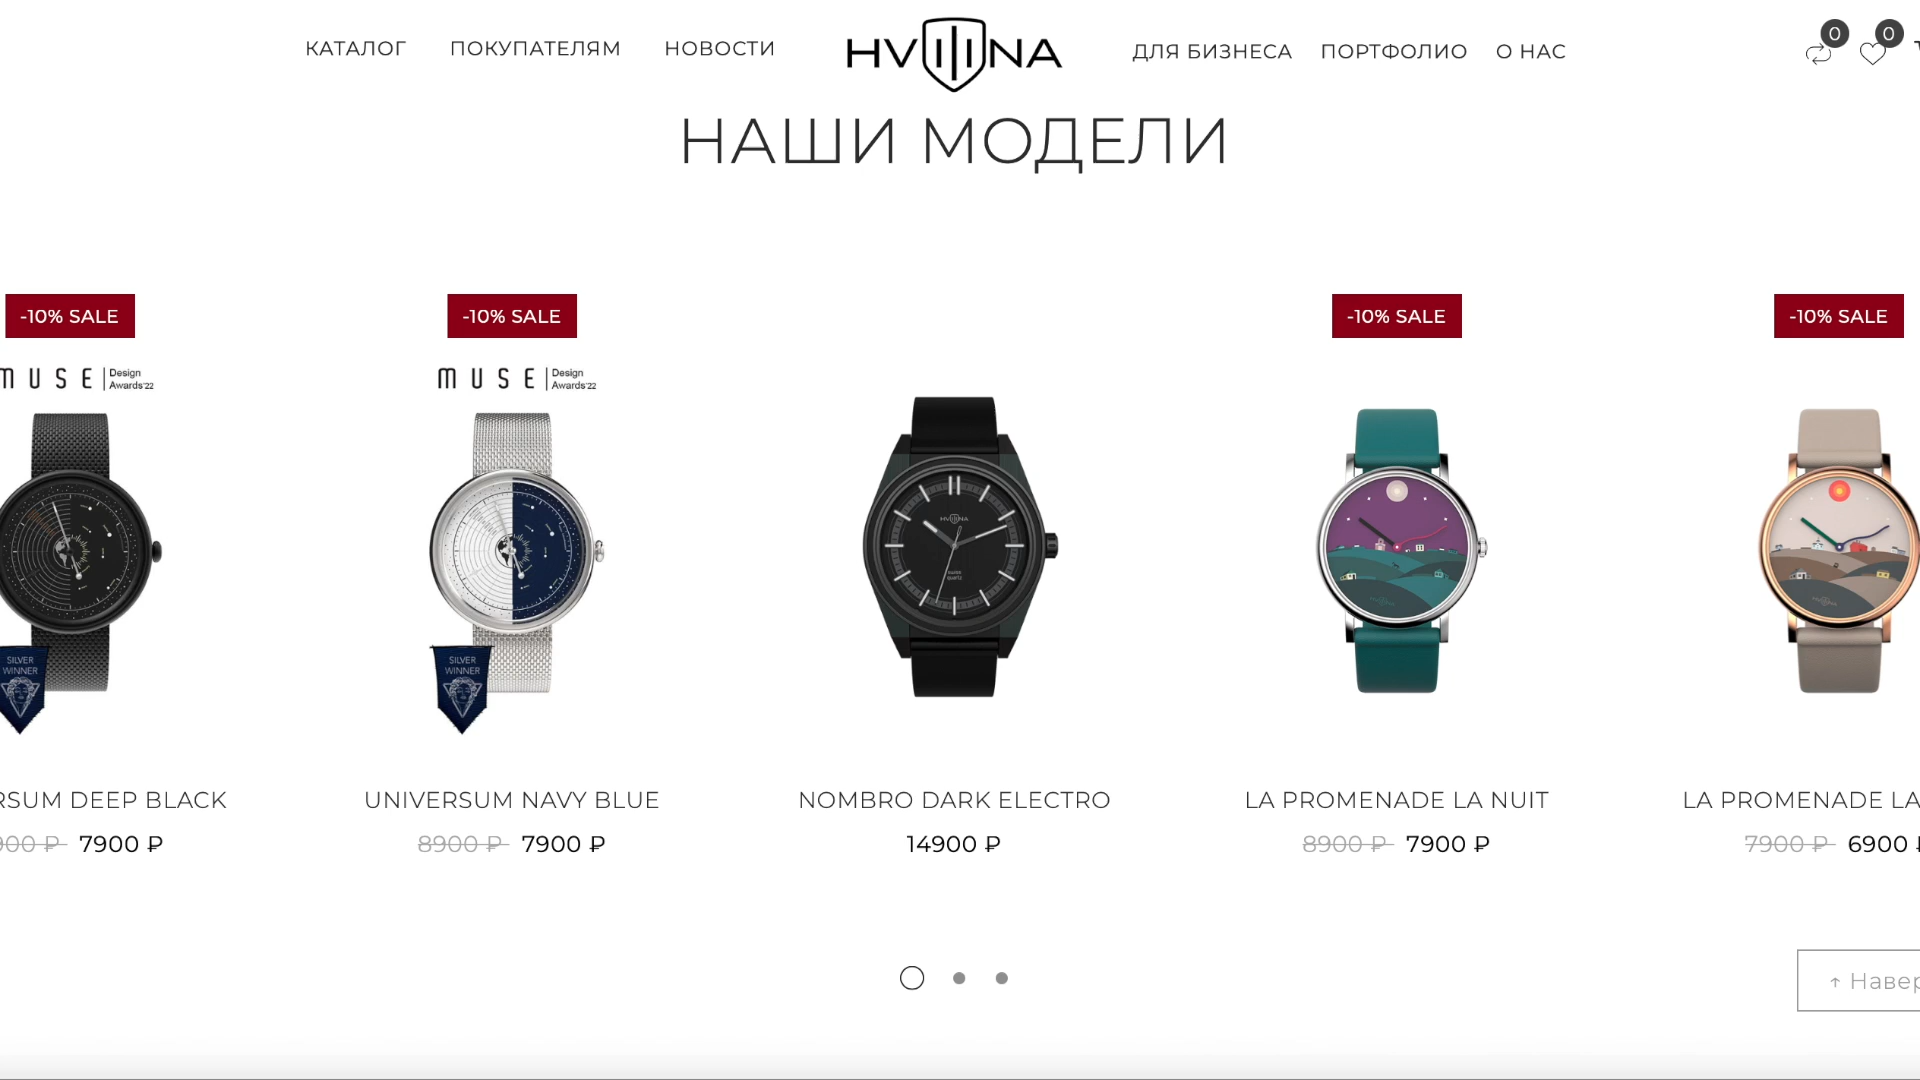 КАТАЛОГ ПОКУПАТЕЛЯМ НОВОСТИ HVIIINA ДЛЯ БИЗНЕСА ПОРТФОЛИО О НАС 0 0
НАШИ МОДЕЛИ
-10% SALE -10% SALE -10% SALE -10% SALE
MUSE Design Awards'22 MUSE Design Awards'22
HVIIINA
SILVER WINNER SILVER WINNER
RSUM DEEP BLACK UNIVERSUM NAVY BLUE NOMBRO DARK ELECTRO LA PROMENADE LA NUIT LA PROMENADE LA
900 ₽ 7900 ₽ 8900 ₽ 7900 ₽ 14900 ₽ 8900 ₽ 7900 ₽ 7900 ₽ 6900 ₽
↑ Навер